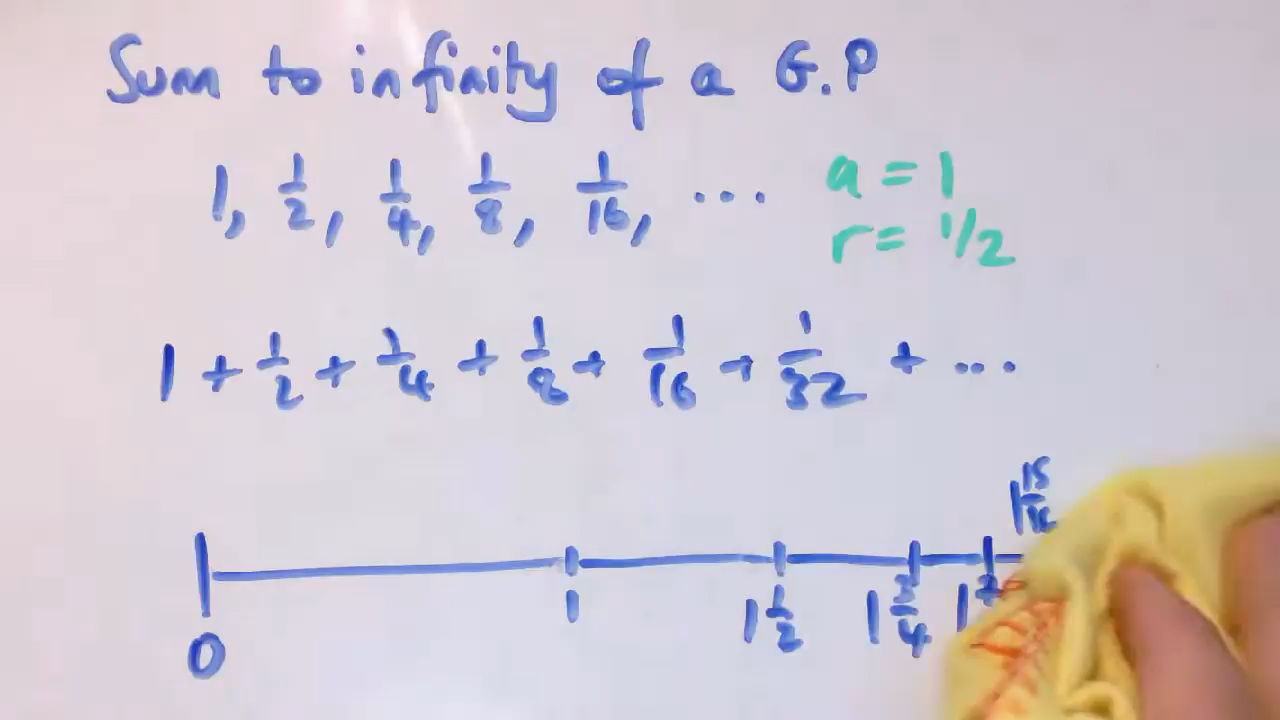 Sum to infinity of a G.P
1, 1/2, 1/4, 1/8, 1/16, ...
a = 1
r = 1/2
1 + 1/2 + 1/4 + 1/8 + 1/16 + 1/32 + ...
1 15/16
0 1 1 1/2 1 3/4 1